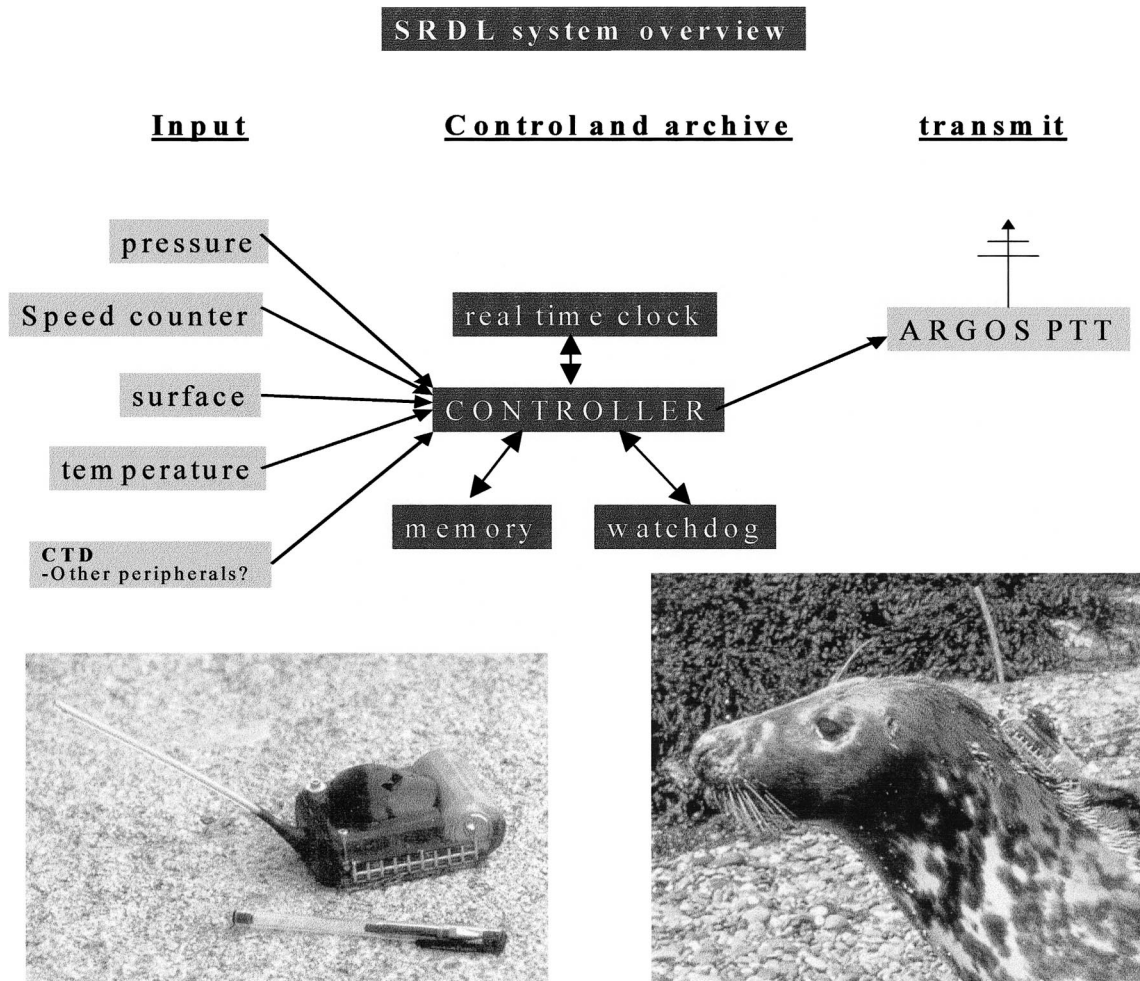 SRDL system overview
Input
Control and archive
transmit
pressure
Speed counter
surface
temperature
CTD
-Other peripherals?
real time clock
CONTROLLER
memory
watchdog
ARGOS PTT